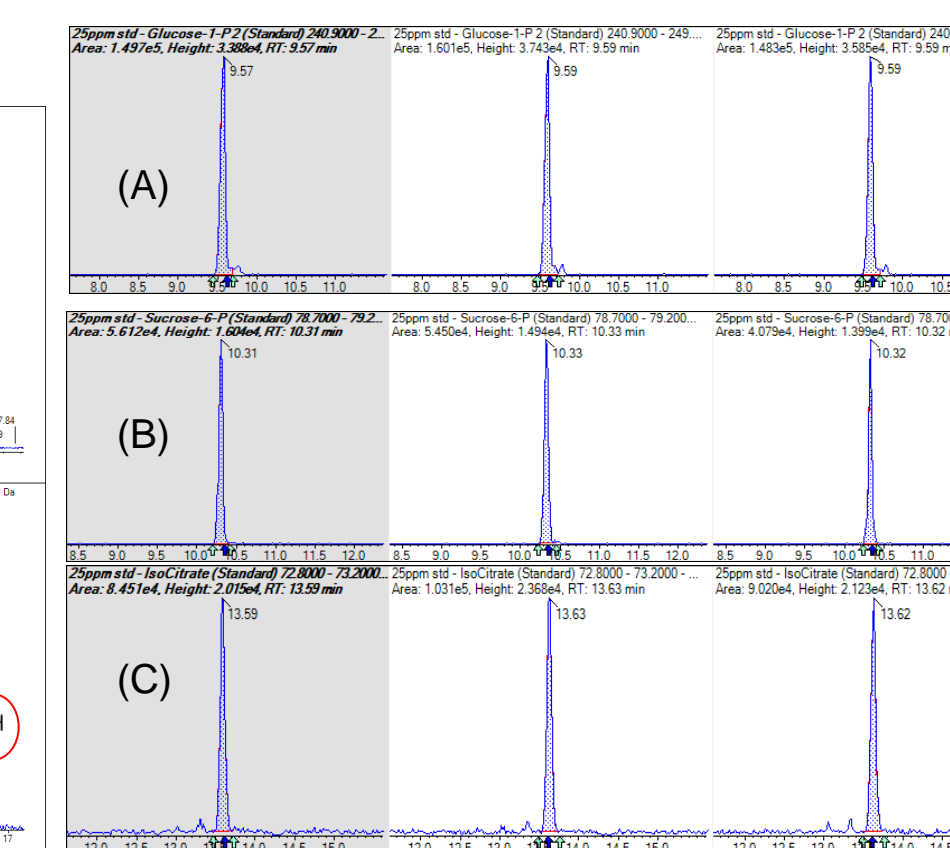 25ppm std - Glucose-1-P 2 (Standard) 240.9000 - 2...
Area: 1.497e5, Height: 3.388e4, RT: 9.57 min
9.57
(A)
8.0 8.5 9.0 10.0 10.5 11.0
25ppm std - Glucose-1-P 2 (Standard) 240.9000 - 249....
Area: 1.601e5, Height: 3.743e4, RT: 9.59 min
9.59
8.0 8.5 9.0 10.0 10.5 11.0
25ppm std - Glucose-1-P 2 (Standard) 240
Area: 1.483e5, Height: 3.585e4, RT: 9.59 m
9.59
8.0 8.5 9.0 10.0 10.5
25ppm std - Sucrose-6-P (Standard) 78.7000 - 79.2...
Area: 5.612e4, Height: 1.604e4, RT: 10.31 min
10.31
(B)
8.5 9.0 9.5 10.0 10.5 11.0 11.5 12.0
25ppm std - Sucrose-6-P (Standard) 78.7000 - 79.200...
Area: 5.450e4, Height: 1.494e4, RT: 10.33 min
10.33
8.5 9.0 9.5 10.0 11.0 11.5 12.0
25ppm std - Sucrose-6-P (Standard) 78.70
Area: 4.079e4, Height: 1.399e4, RT: 10.32
10.32
8.5 9.0 9.5 10.0 11.0
25ppm std - IsoCitrate (Standard) 72.8000 - 73.2000...
Area: 8.451e4, Height: 2.015e4, RT: 13.59 min
13.59
(C)
25ppm std - IsoCitrate (Standard) 72.8000 - 73.2000 - ...
Area: 1.031e5, Height: 2.368e4, RT: 13.63 min
13.63
25ppm std - IsoCitrate (Standard) 72.8000
Area: 9.020e4, Height: 2.123e4, RT: 13.62
13.62
7.84
Da
17